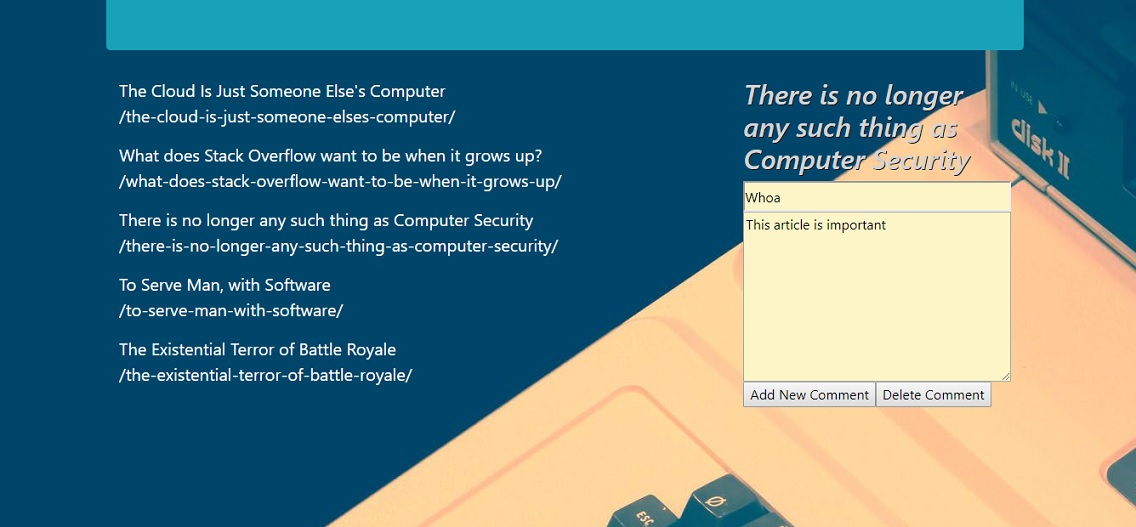 The Cloud Is Just Someone Else's Computer
/the-cloud-is-just-someone-elses-computer/
What does Stack Overflow want to be when it grows up?
/what-does-stack-overflow-want-to-be-when-it-grows-up/
There is no longer any such thing as Computer Security
/there-is-no-longer-any-such-thing-as-computer-security/
To Serve Man, with Software
/to-serve-man-with-software/
The Existential Terror of Battle Royale
/the-existential-terror-of-battle-royale/
There is no longer
any such thing as
Computer Security
Whoa
This article is important
Add New Comment
Delete Comment
IN USE
disk II
ESC